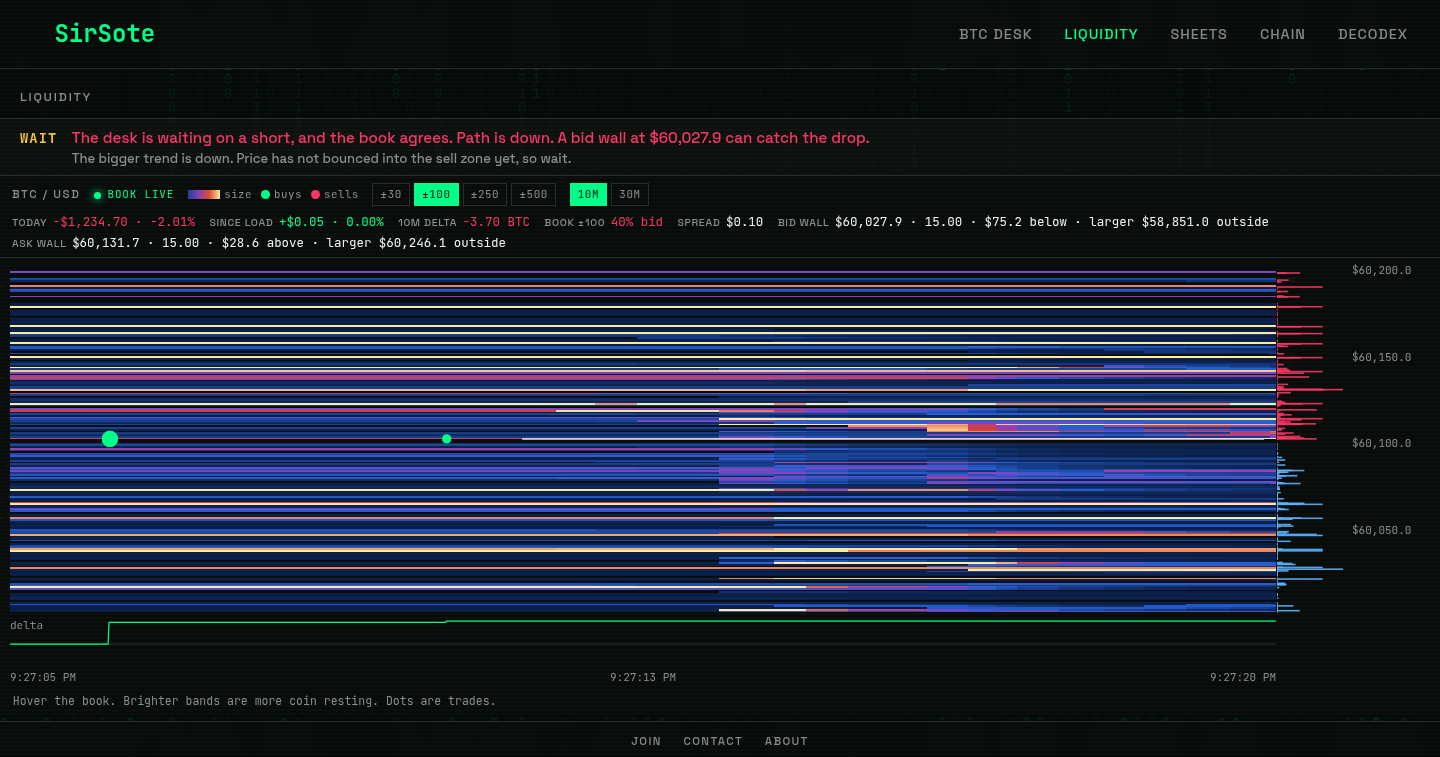 SirSote
BTC DESK LIQUIDITY SHEETS CHAIN DECODEX
LIQUIDITY
WAIT The desk is waiting on a short, and the book agrees. Path is down. A bid wall at $60,027.9 can catch the drop.
The bigger trend is down. Price has not bounced into the sell zone yet, so wait.
BTC / USD BOOK LIVE size buys sells ±30 ±100 ±250 ±500 10M 30M
TODAY -$1,234.70 · -2.01% SINCE LOAD +$0.05 · 0.00% 10M DELTA -3.70 BTC BOOK ±100 40% bid SPREAD $0.10 BID WALL $60,027.9 · 15.00 · $75.2 below · larger $58,851.0 outside
ASK WALL $60,131.7 · 15.00 · $28.6 above · larger $60,246.1 outside
$60,200.0
$60,150.0
$60,100.0
$60,050.0
delta
9:27:05 PM 9:27:13 PM 9:27:20 PM
Hover the book. Brighter bands are more coin resting. Dots are trades.
JOIN CONTACT ABOUT